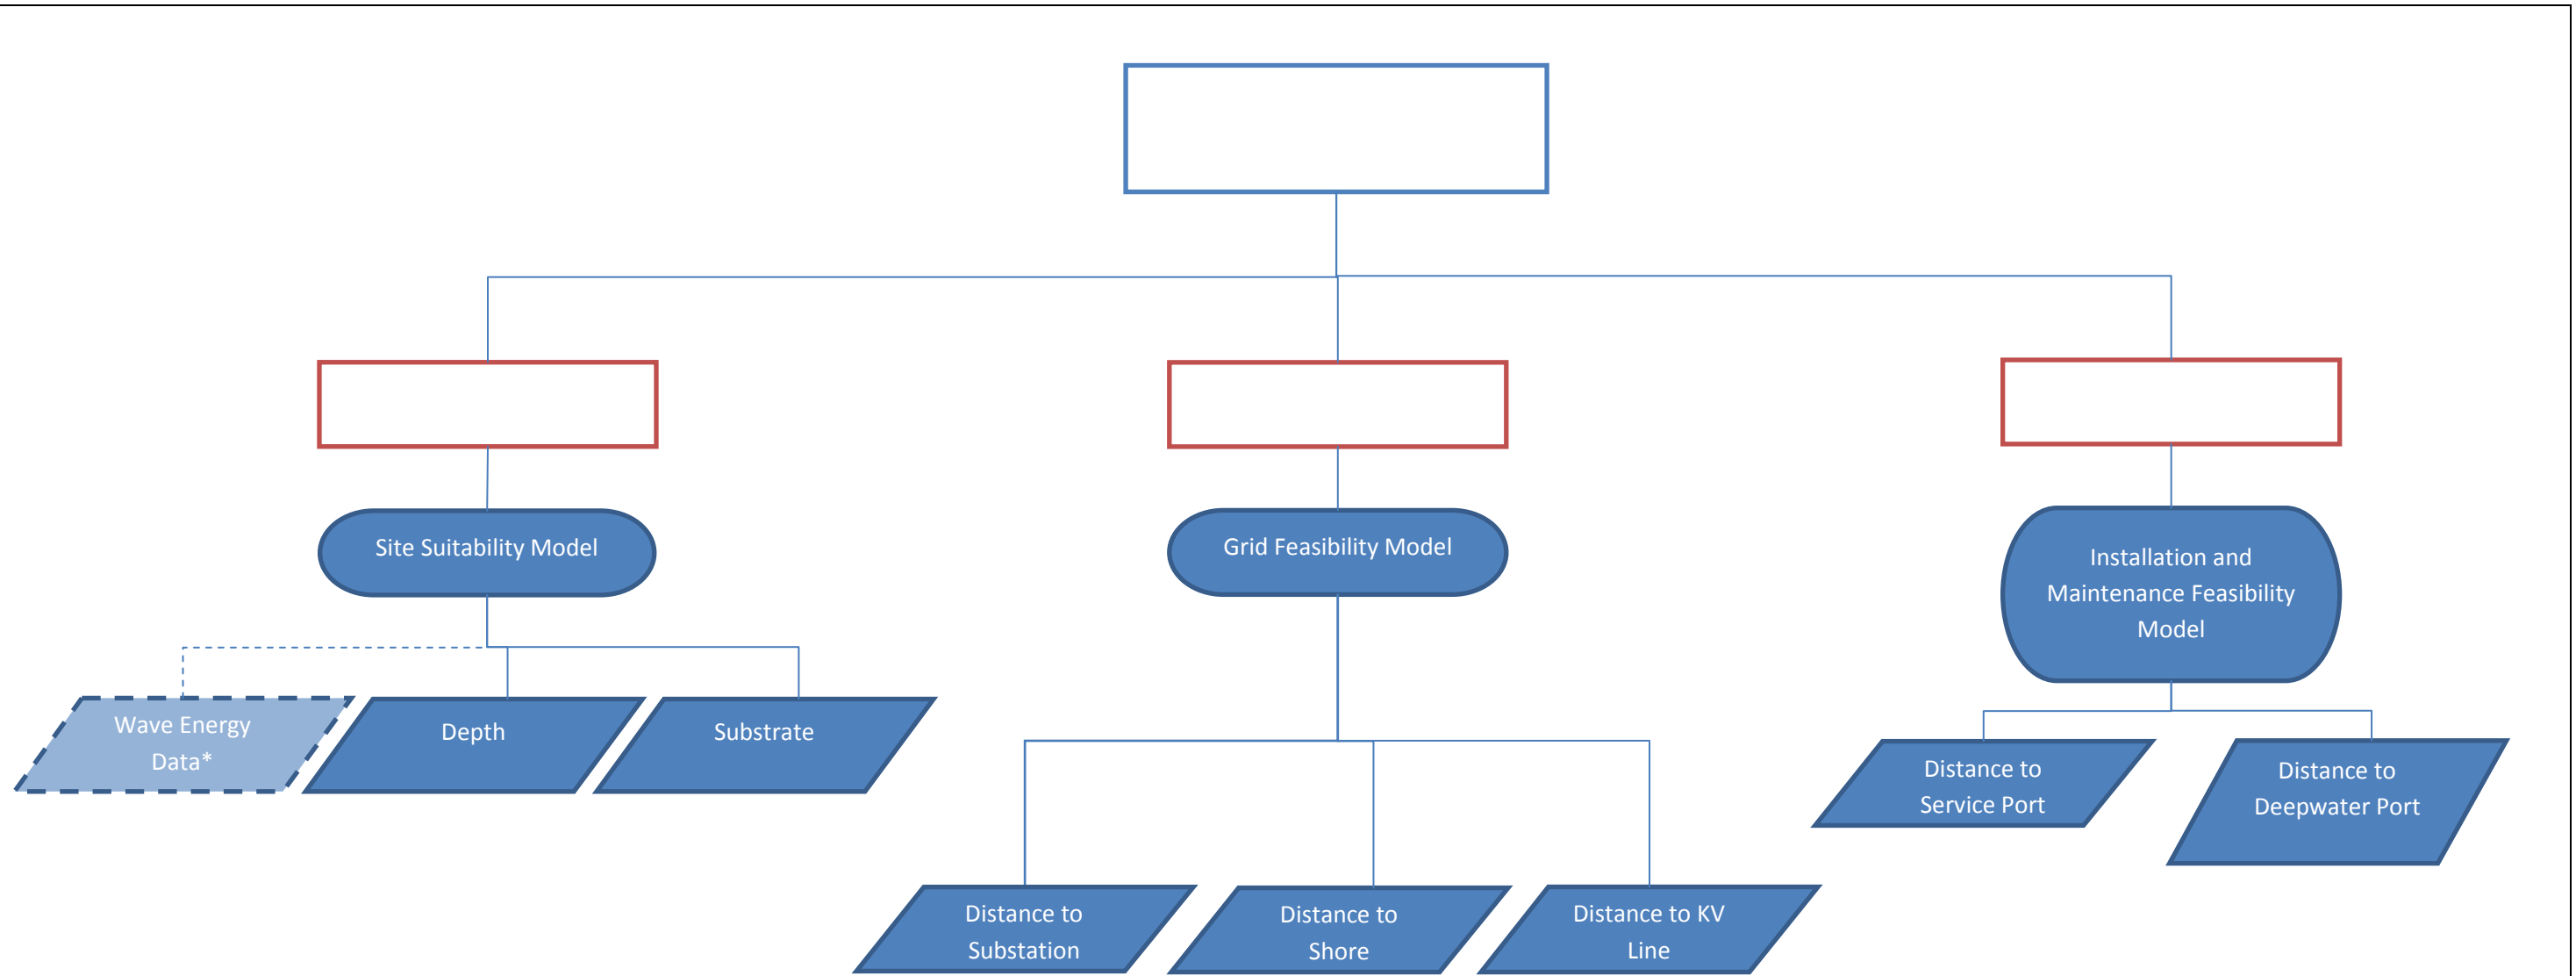 Site Suitability Model
Grid Feasibility Model
Installation and
Maintenance Feasibility
Model
Wave Energy
Data*
Depth
Substrate
Distance to
Service Port
Distance to
Deepwater Port
Distance to
Substation
Distance to
Shore
Distance to KV
Line